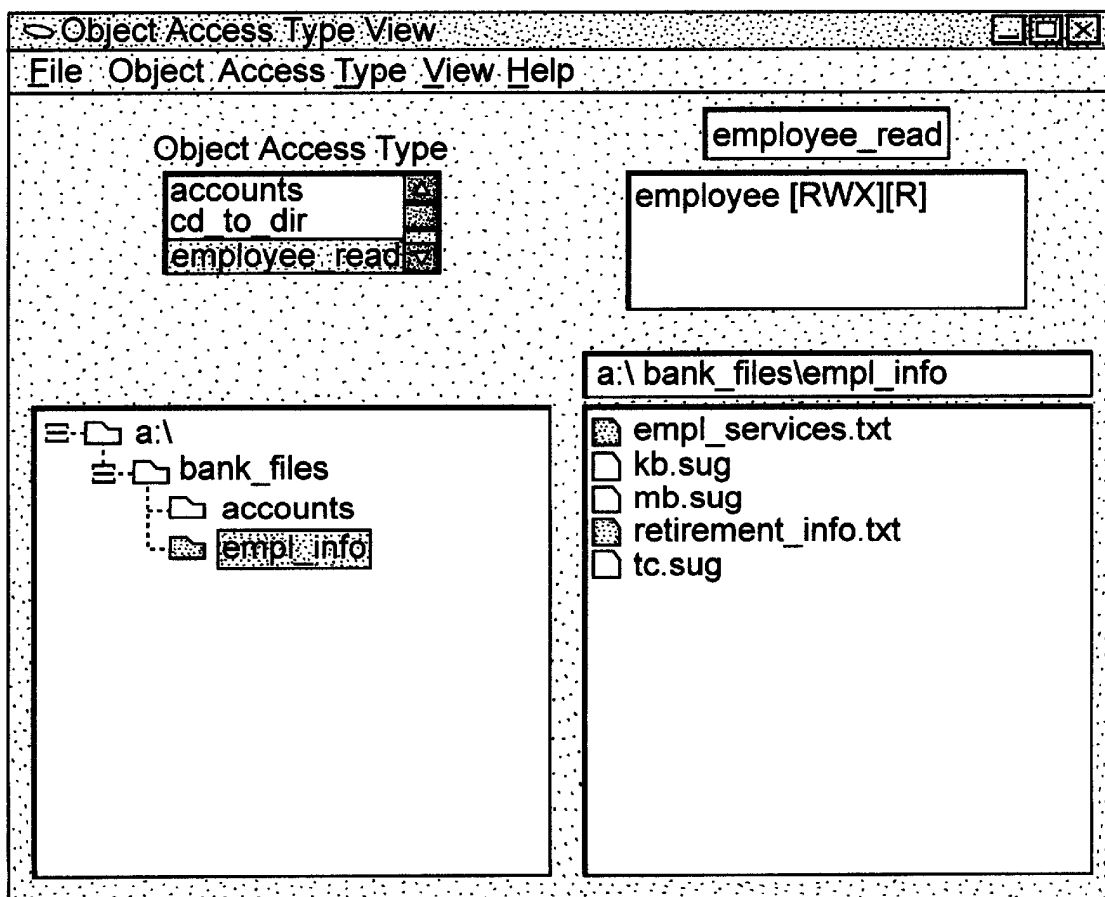 Object Access Type View
File Object Access Type View Help
Object Access Type
accounts
cd_to_dir
employee_read
employee_read
employee [RWX][R]
a:\ bank_files\empl_info
a:\
bank_files
accounts
empl_info
empl_services.txt
kb.sug
mb.sug
retirement_info.txt
tc.sug